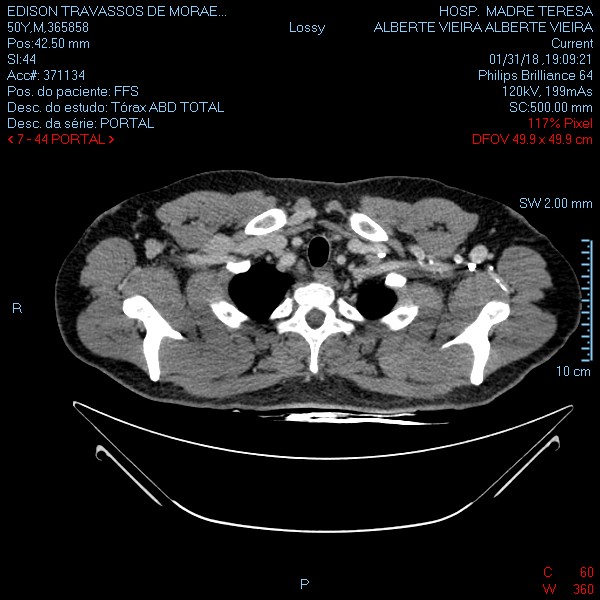 EDISON TRAVASSOS DE MORAE...
50Y,M,365858
Pos:42.50 mm
SI:44
Acc#: 371134
Pos. do paciente: FFS
Desc. do estudo: Tórax ABD TOTAL
Desc. da série: PORTAL
< 7 - 44 PORTAL >
Lossy
HOSP. MADRE TERESA
ALBERTE VIEIRA ALBERTE VIEIRA
Current
01/31/18 ,19:09:21
Philips Brilliance 64
120kV, 199mAs
SC:500.00 mm
117% Pixel
DFOV 49.9 x 49.9 cm
SW 2.00 mm
R
10 cm
P
C 60
W 360